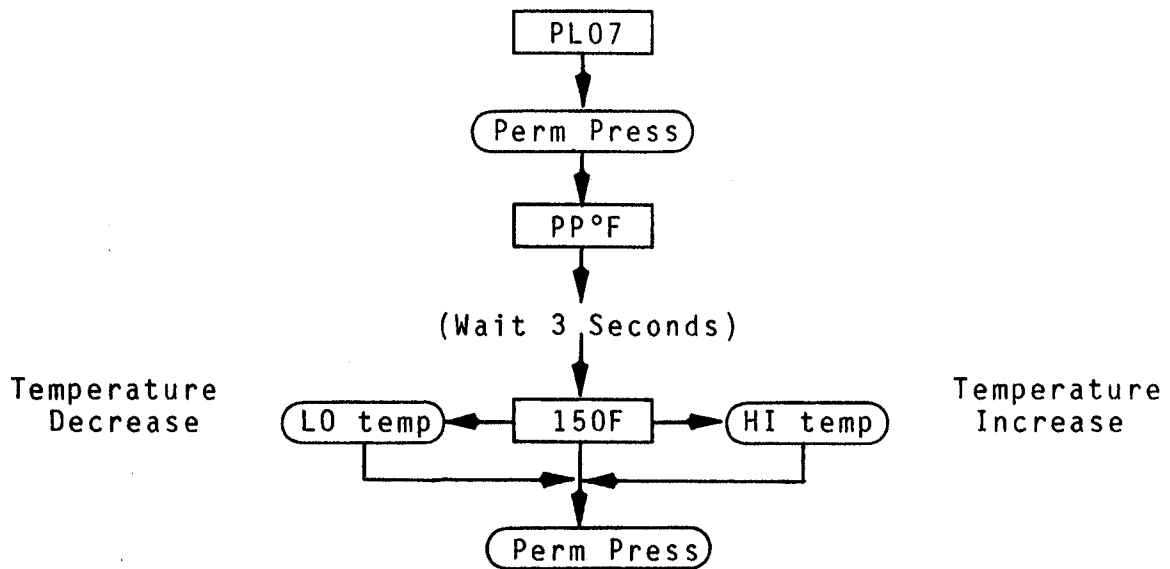 PL07
Perm Press
PP°F
(Wait 3 Seconds)
Temperature
Decrease
LO temp
150F
HI temp
Temperature
Increase
Perm Press